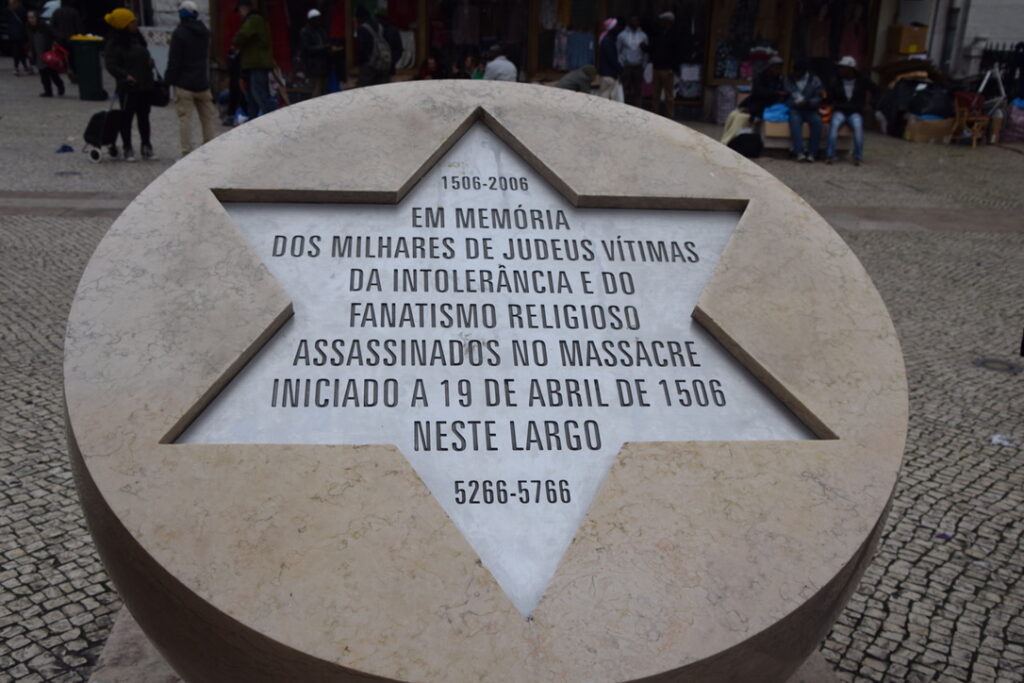 1506-2006
EM MEMÓRIA
DOS MILHARES DE JUDEUS VÍTIMAS
DA INTOLERÂNCIA E DO
FANATISMO RELIGIOSO
ASSASSINADOS NO MASSACRE
INICIADO A 19 DE ABRIL DE 1506
NESTE LARGO
5266-5766